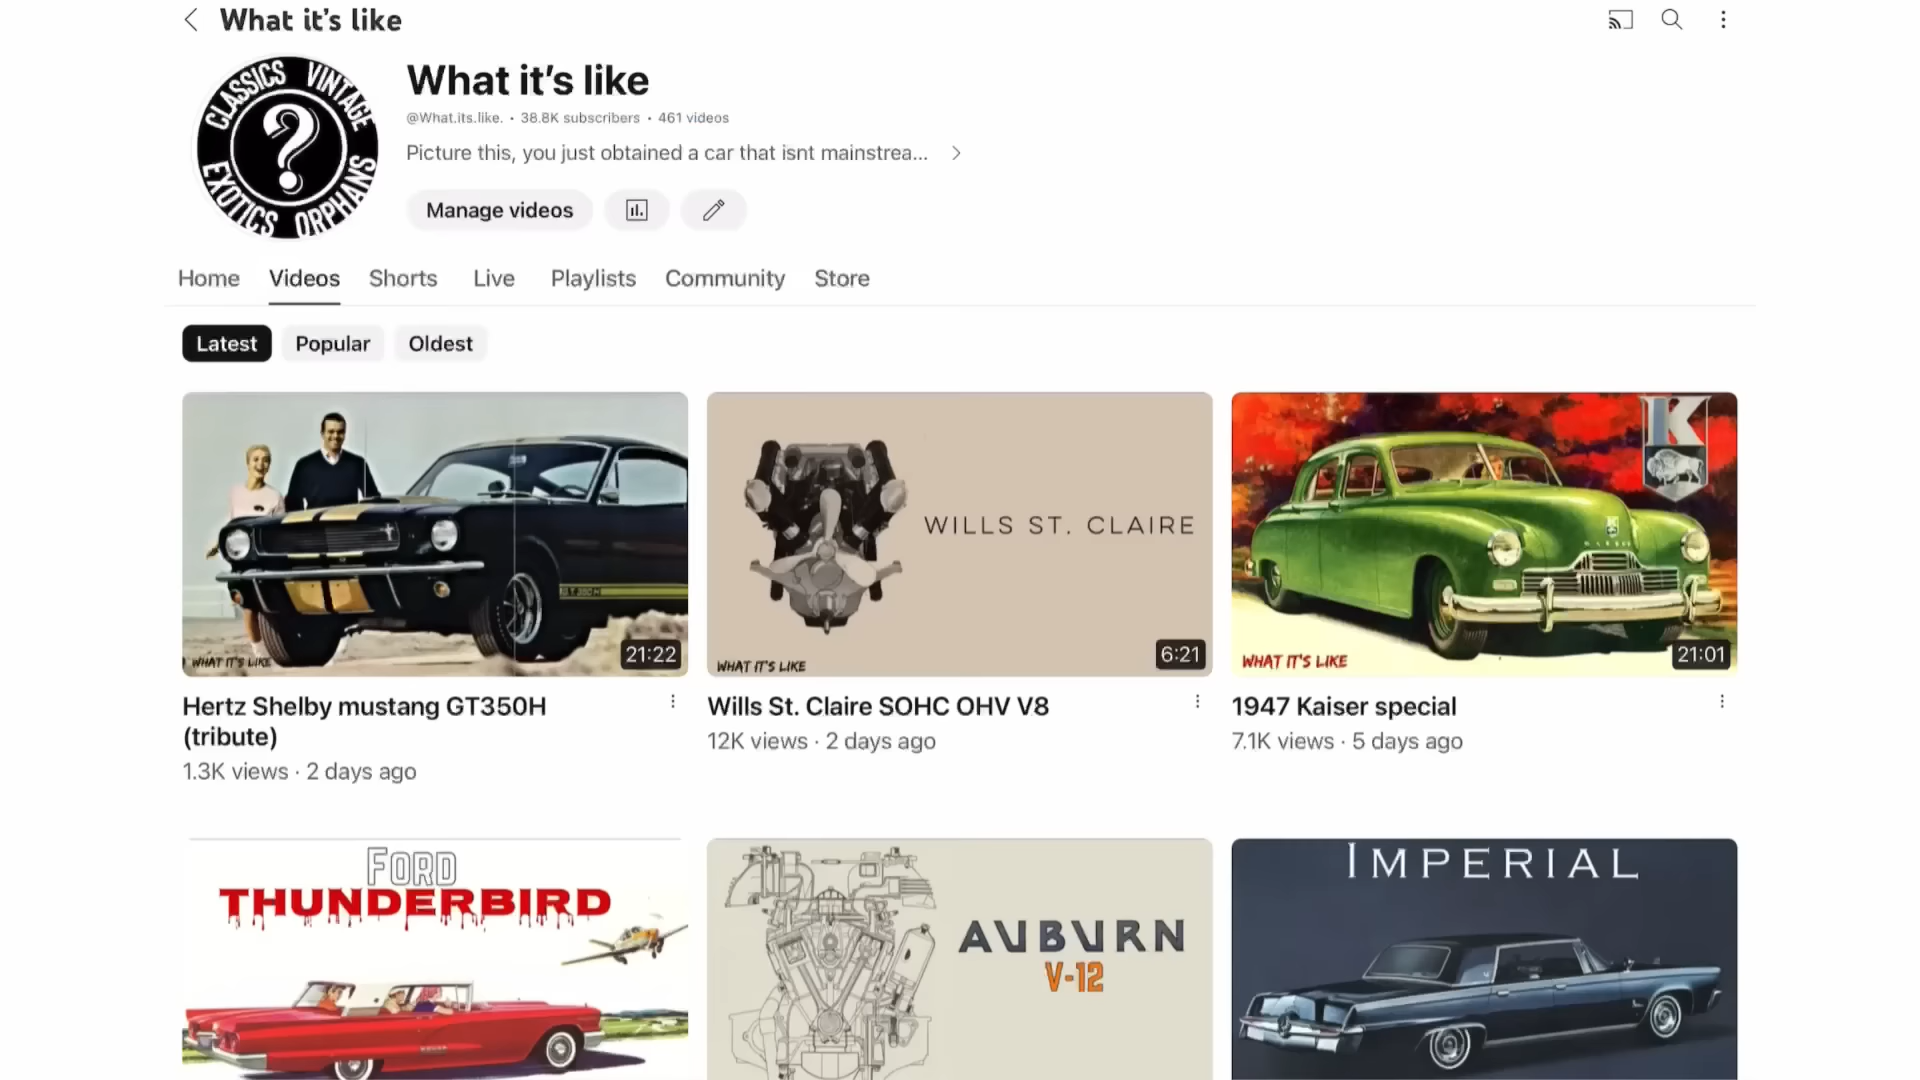 What it's like
CLASSICS VINTAGE
EXOTICS ORPHANS
What it's like
@What.its.like. • 38.8K subscribers • 461 videos
Picture this, you just obtained a car that isnt mainstrea...
Manage videos
Home Videos Shorts Live Playlists Community Store
Latest Popular Oldest
WHAT IT'S LIKE
21:22
Hertz Shelby mustang GT350H
(tribute)
1.3K views · 2 days ago
WILLS ST. CLAIRE
WHAT IT'S LIKE
6:21
Wills St. Claire SOHC OHV V8
12K views · 2 days ago
K
WHAT IT'S LIKE
21:01
1947 Kaiser special
7.1K views · 5 days ago
FORD
THUNDERBIRD
AUBURN
V-12
IMPERIAL